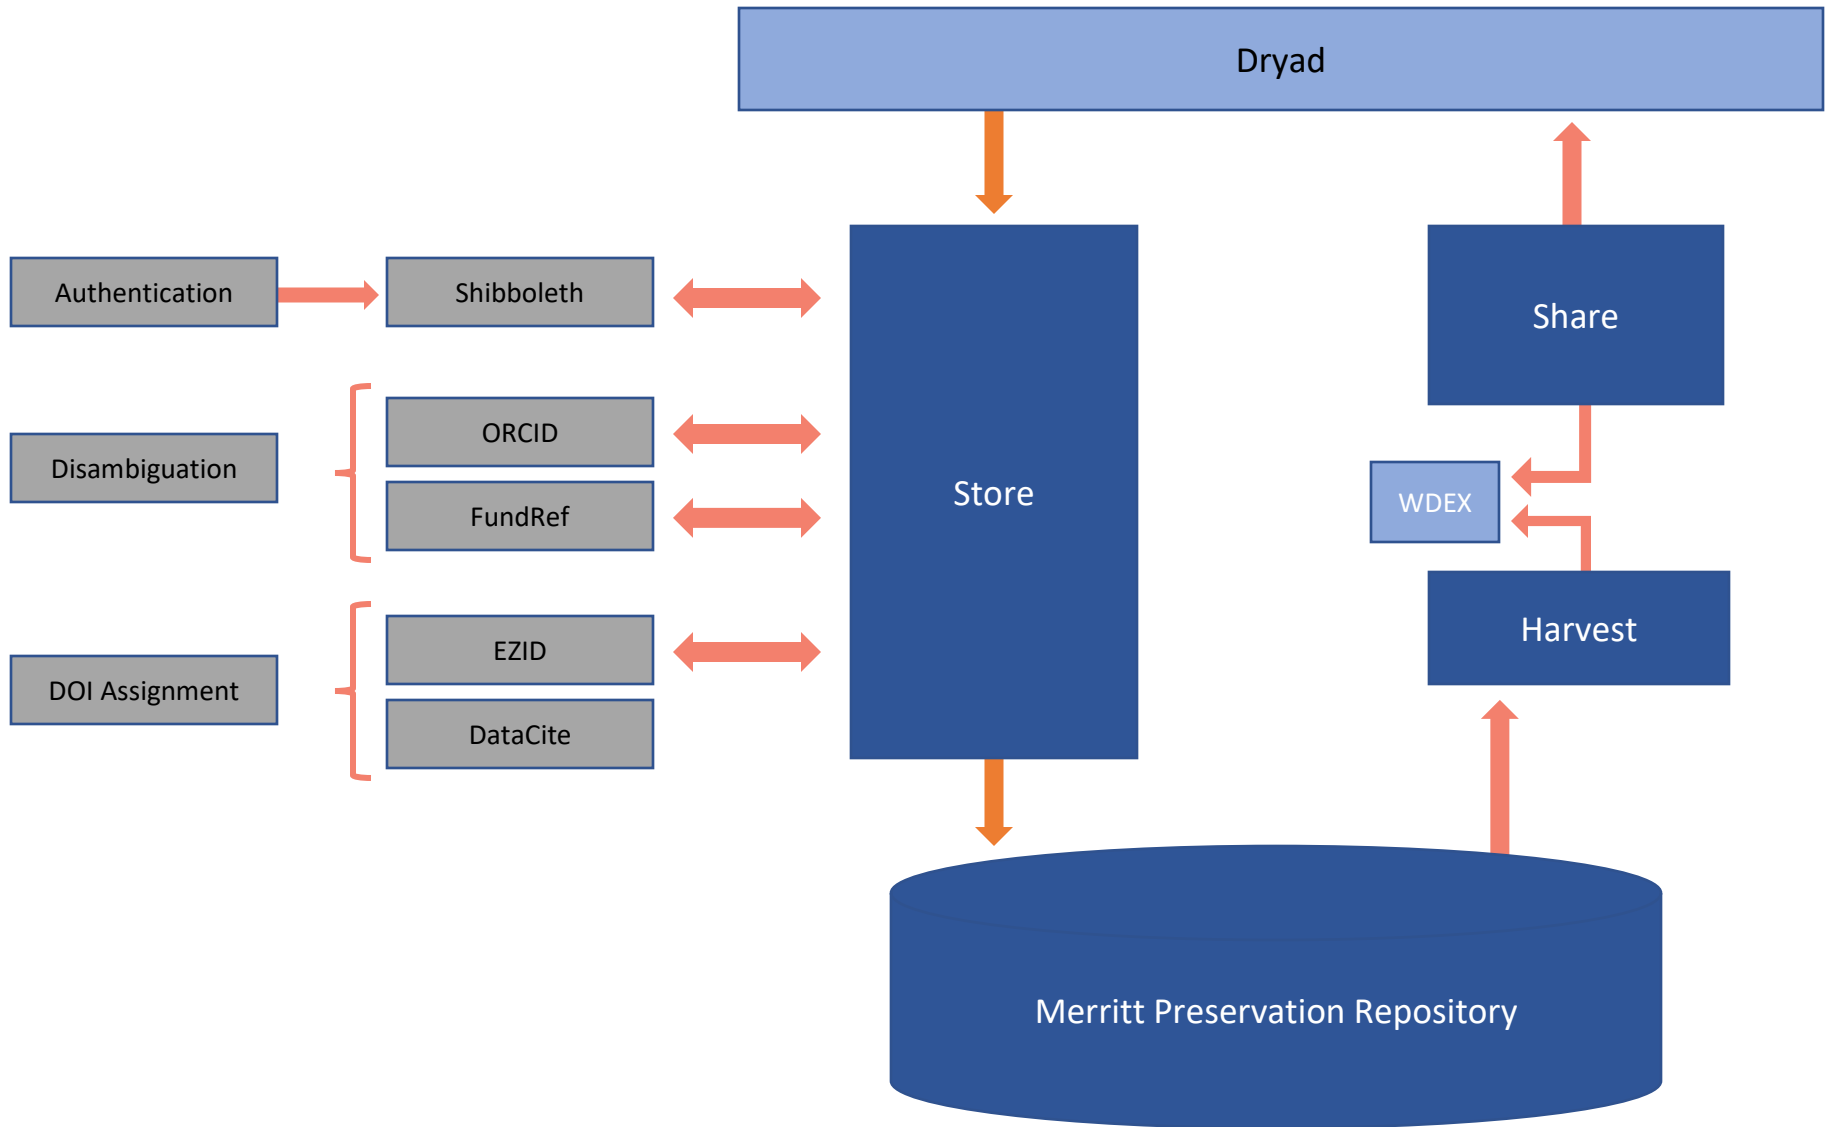 Dryad
Authentication
Shibboleth
Share
Disambiguation
ORCID
FundRef
Store
WDEX
Harvest
DOI Assignment
EZID
DataCite
Merritt Preservation Repository